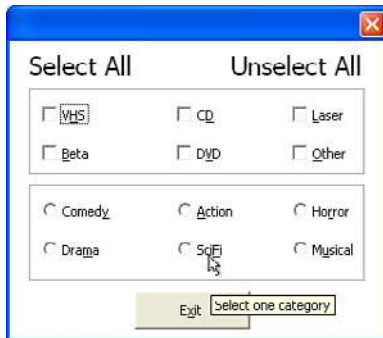 Select All Unselect All
VHS CD Laser
Beta DVD Other
Comedy Action Horror
Drama SciFi Musical
Exit Select one category